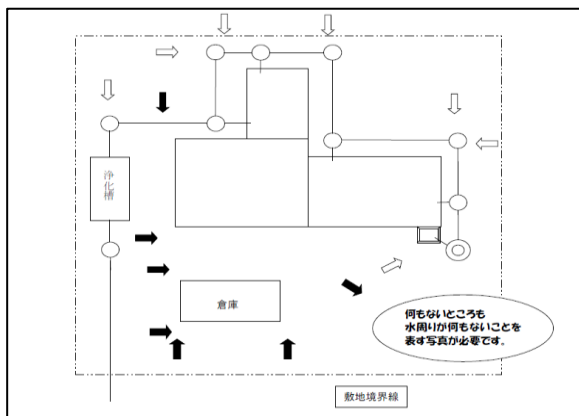 浄化槽
倉庫
何もないところも
水周りが何もないことを
表す写真が必要です。
敷地境界線